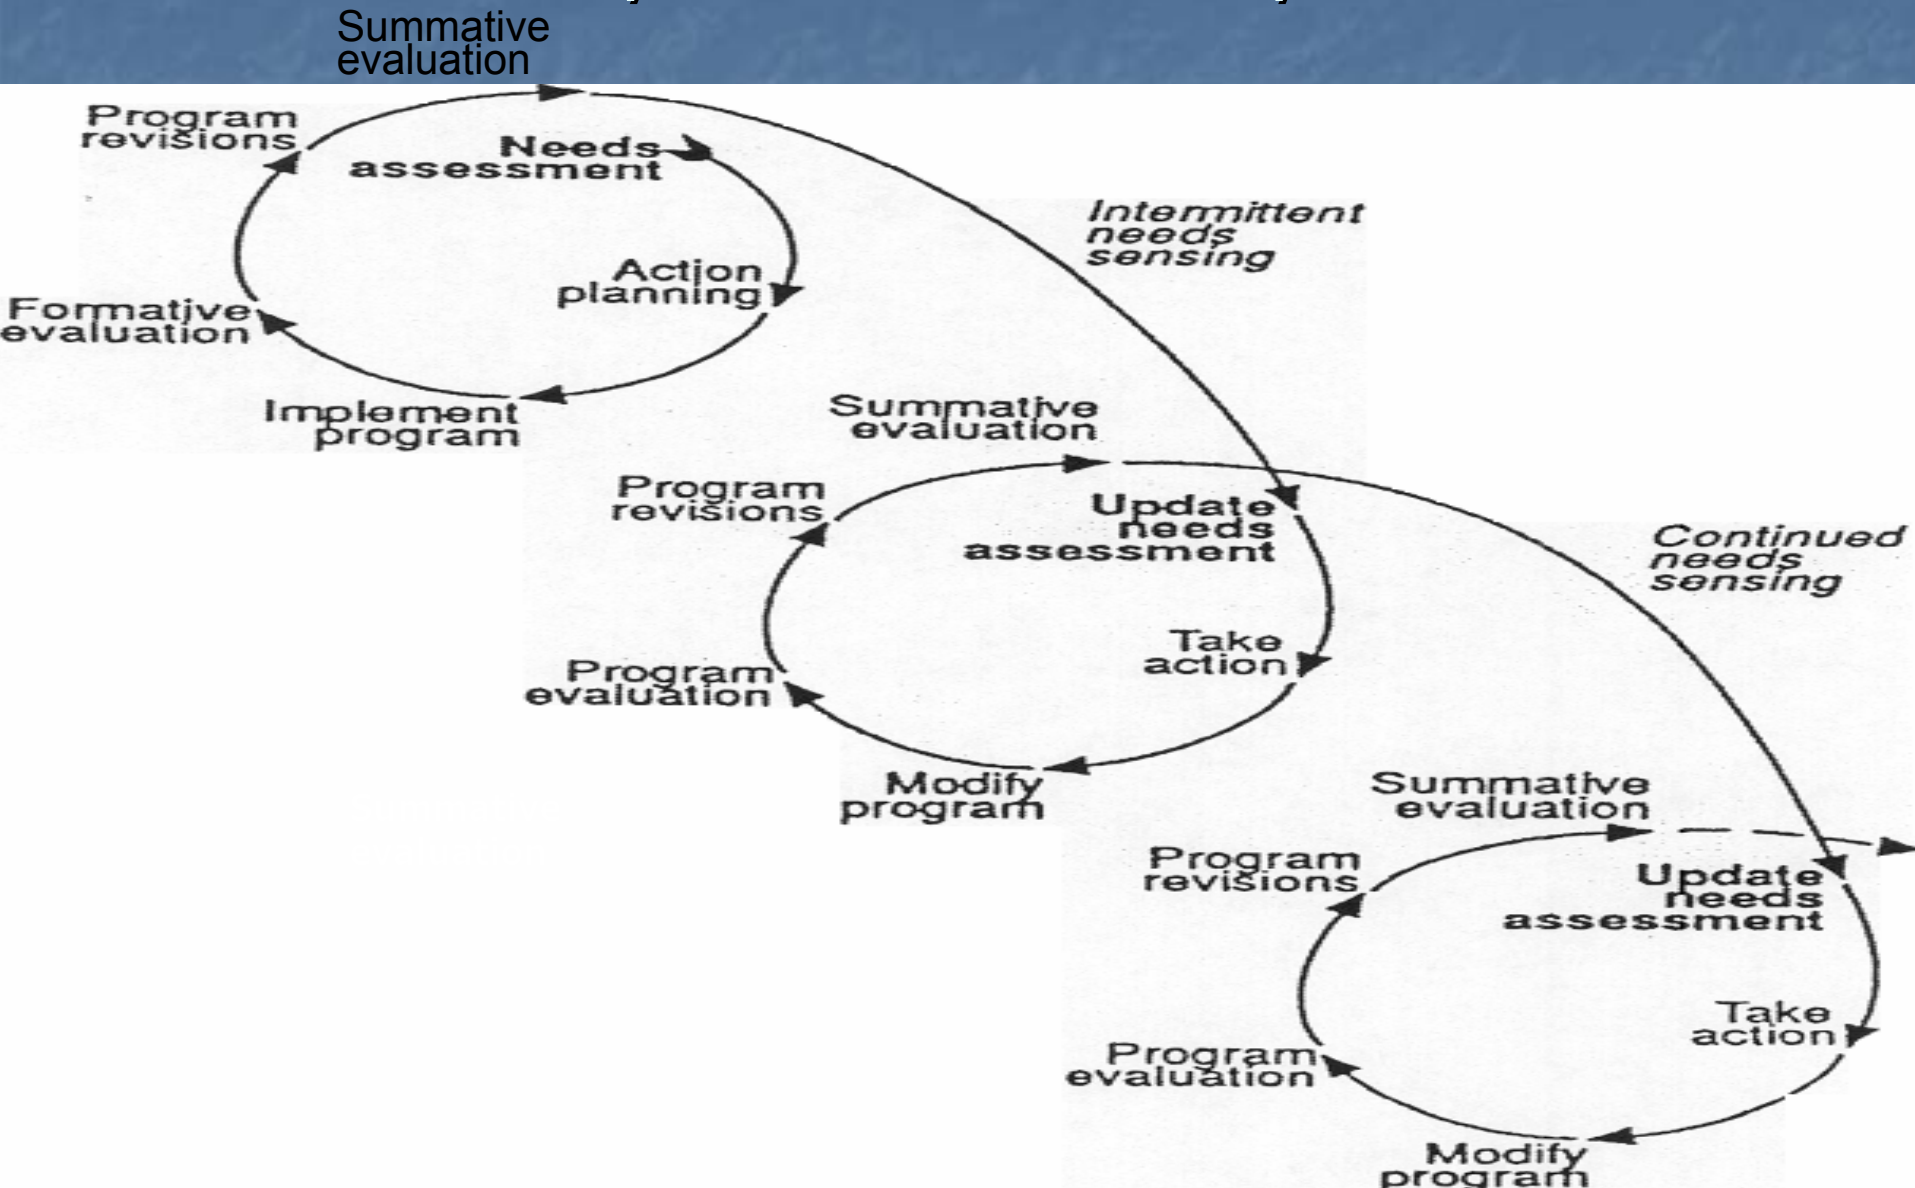 Summative
evaluation
Program
revisions
Needs
assessment
Intermittent
needs
sensing
Action
planning
Formative
evaluation
Implement
program
Summative
evaluation
Program
revisions
Update
needs
assessment
Continued
needs
sensing
Take
action
Program
evaluation
Modify
program
Summative
evaluation
Program
revisions
Update
needs
assessment
Take
action
Program
evaluation
Modify
program